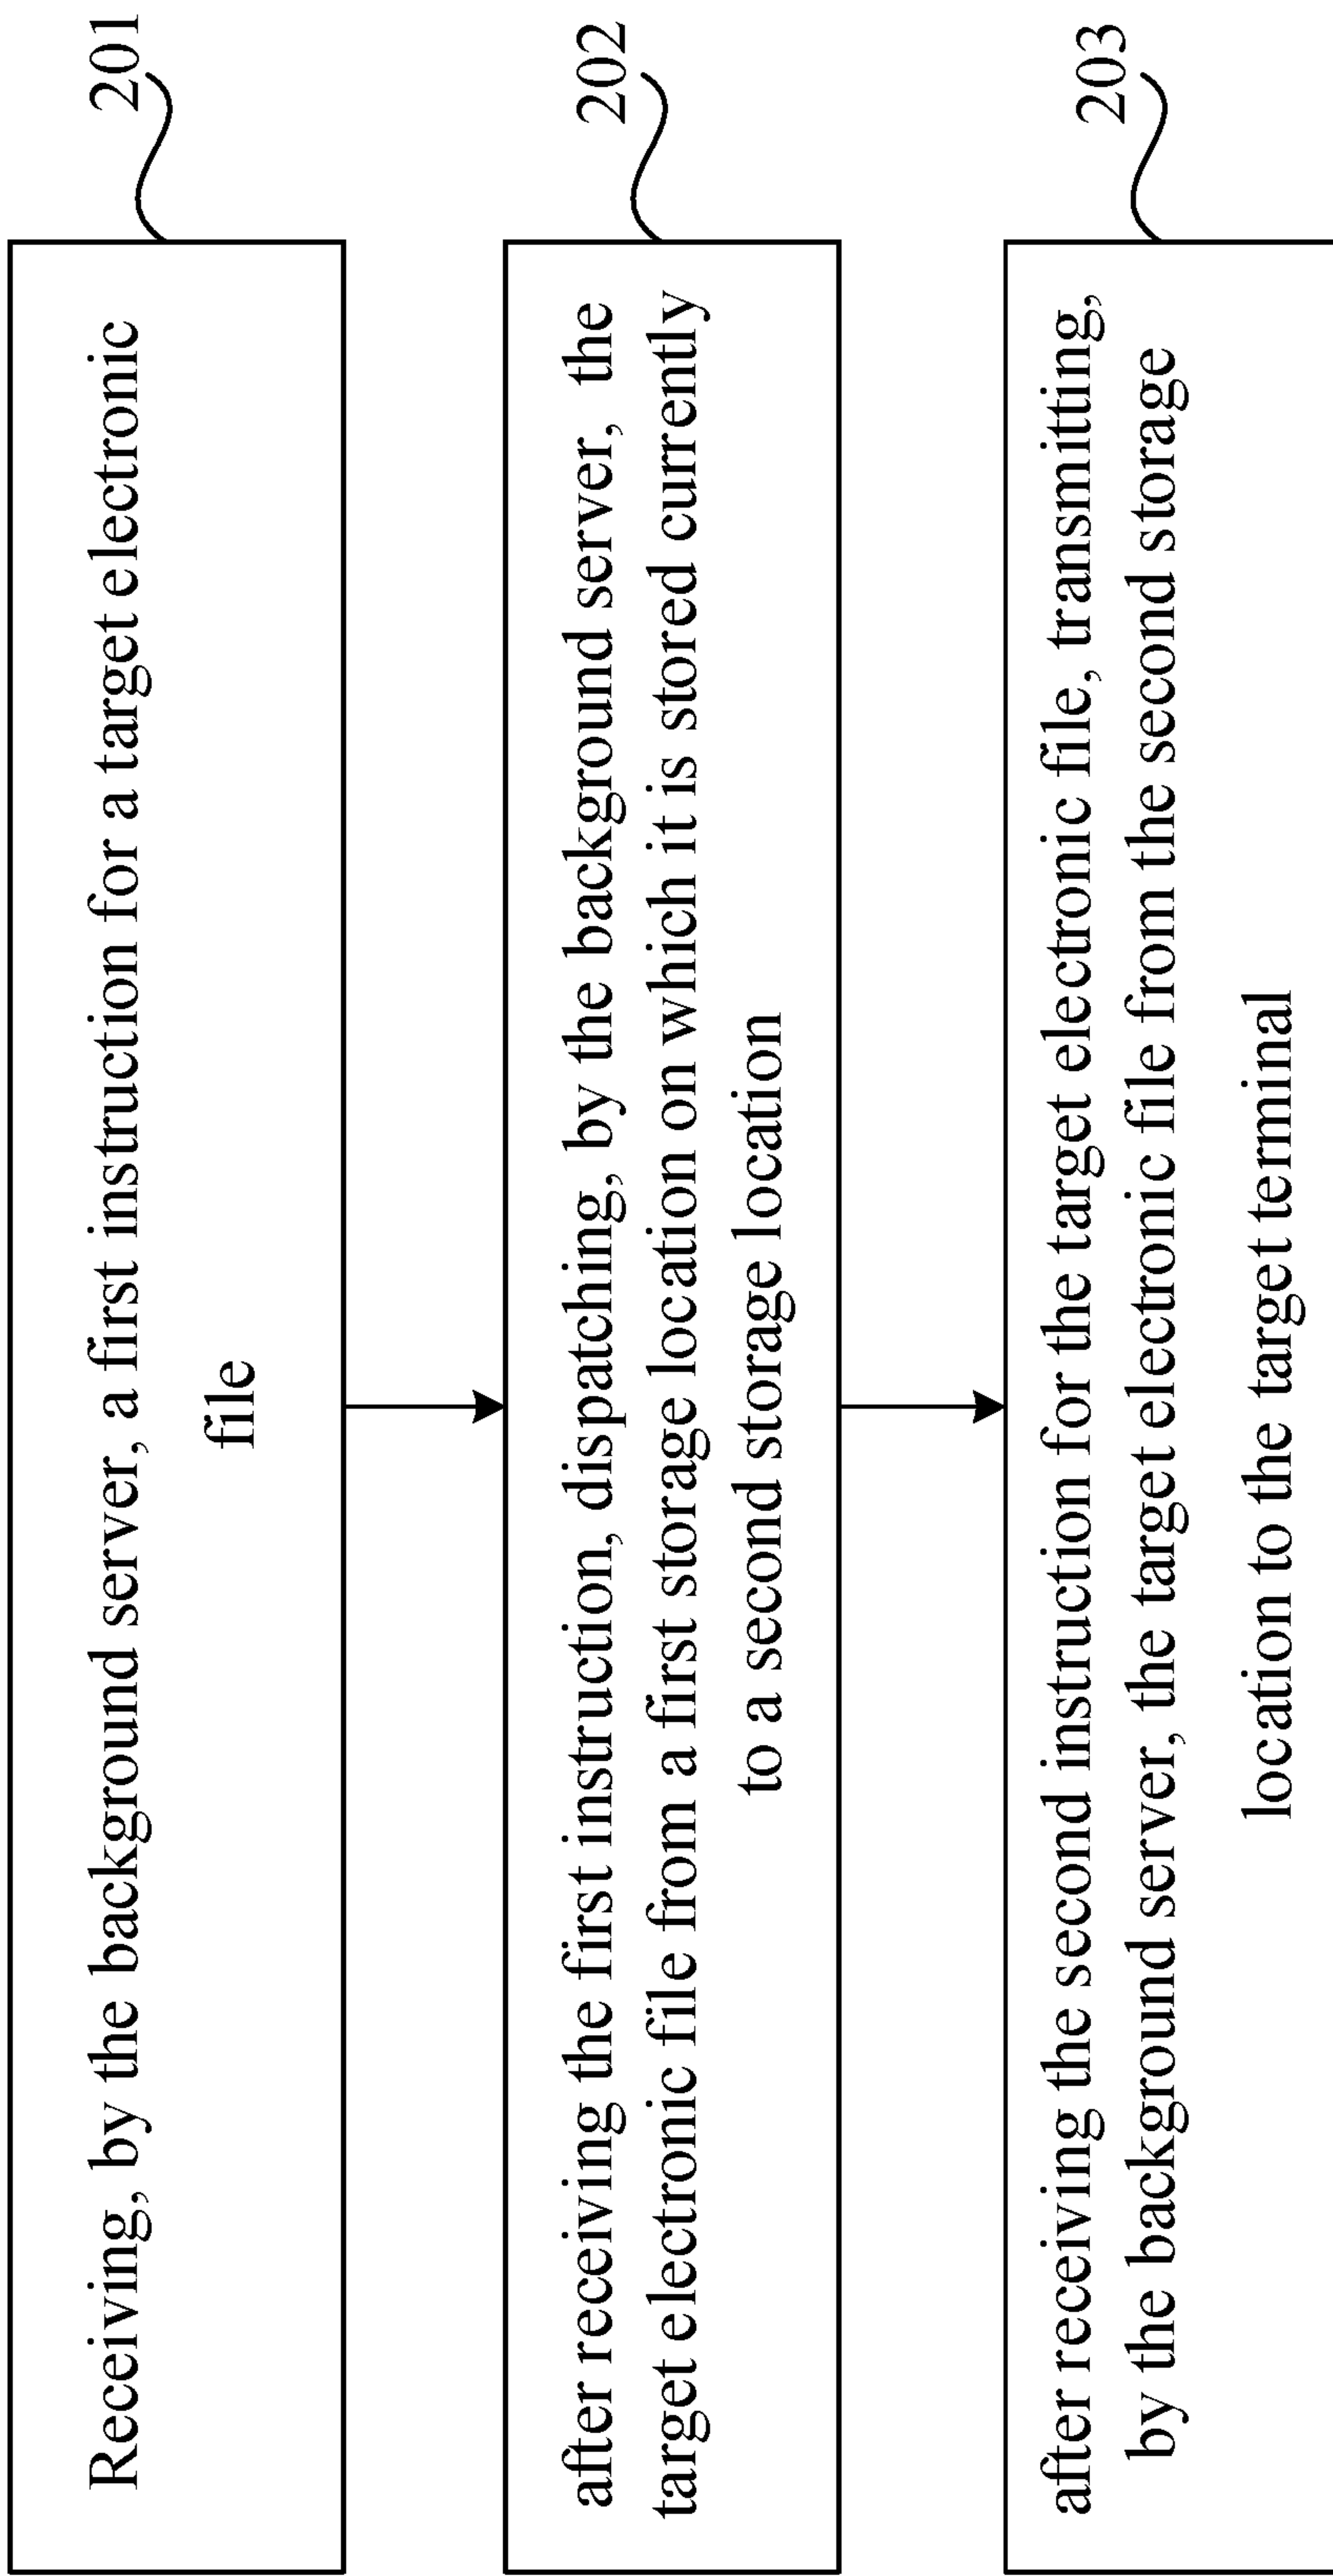 Receiving, by the background server, a first instruction for a target electronic
file
201
after receiving the first instruction, dispatching, by the background server, the
target electronic file from a first storage location on which it is stored currently
to a second storage location
202
after receiving the second instruction for the target electronic file, transmitting,
by the background server, the target electronic file from the second storage
location to the target terminal
203